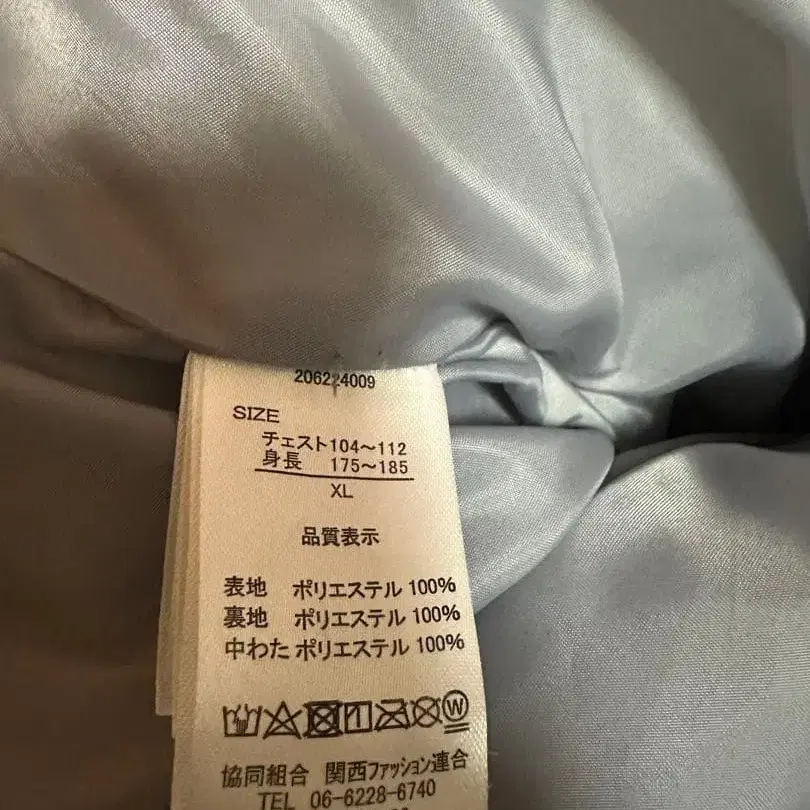 206224009
SIZE
チェスト104～112
身長 175～185
XL
品質表示
表地 ポリエステル 100%
裏地 ポリエステル 100%
中わた ポリエステル 100%
W
協同組合 関西ファッション連合
TEL 06-6228-6740